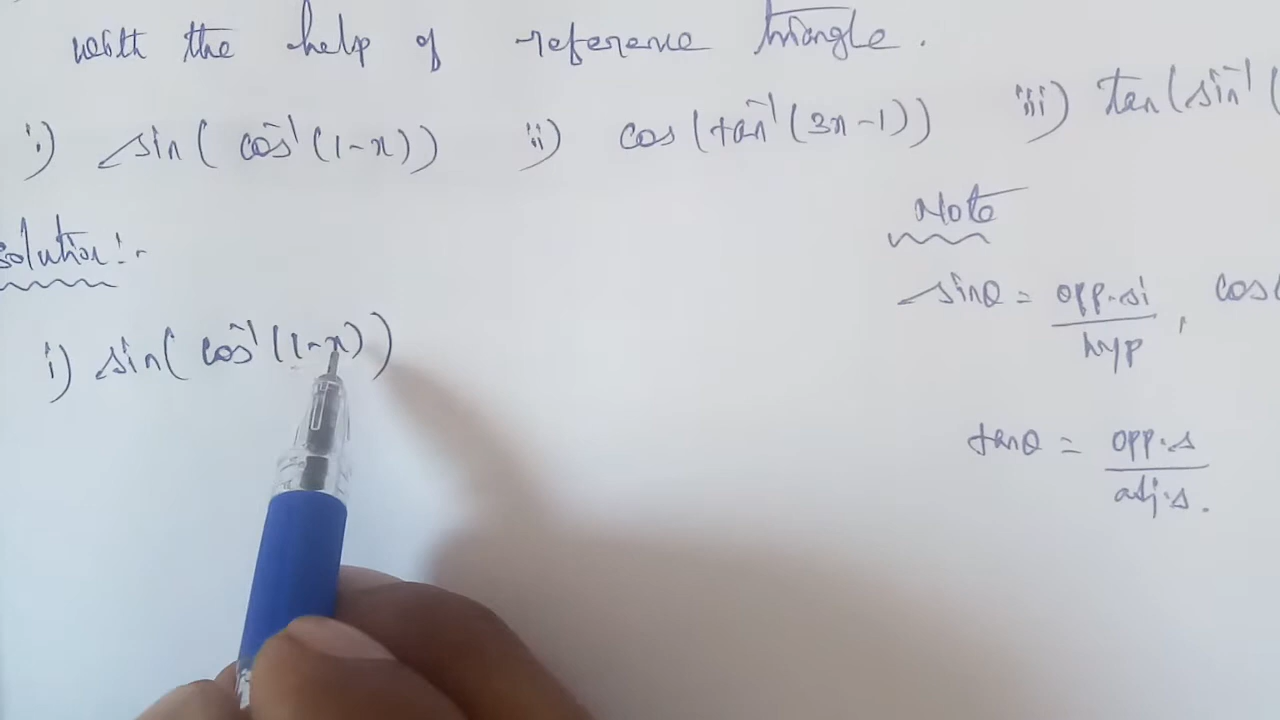 with the help of reference triangle.
i) sin(cos⁻¹(1-x)) ii) cos(tan⁻¹(3x-1)) iii) tan(sin⁻¹(
Note
solution:-
sinθ = opp.si/hyp, cos
i) sin(cos⁻¹(1-x))
tanθ = opp.s/adj.s.